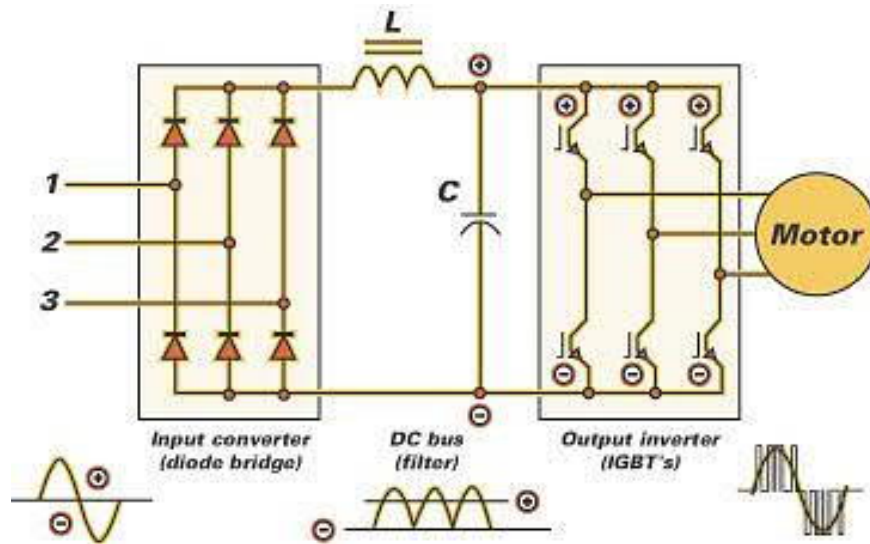 L
1
2
3
C
Motor
Input converter
(diode bridge)
DC bus
(filter)
Output inverter
(IGBT's)